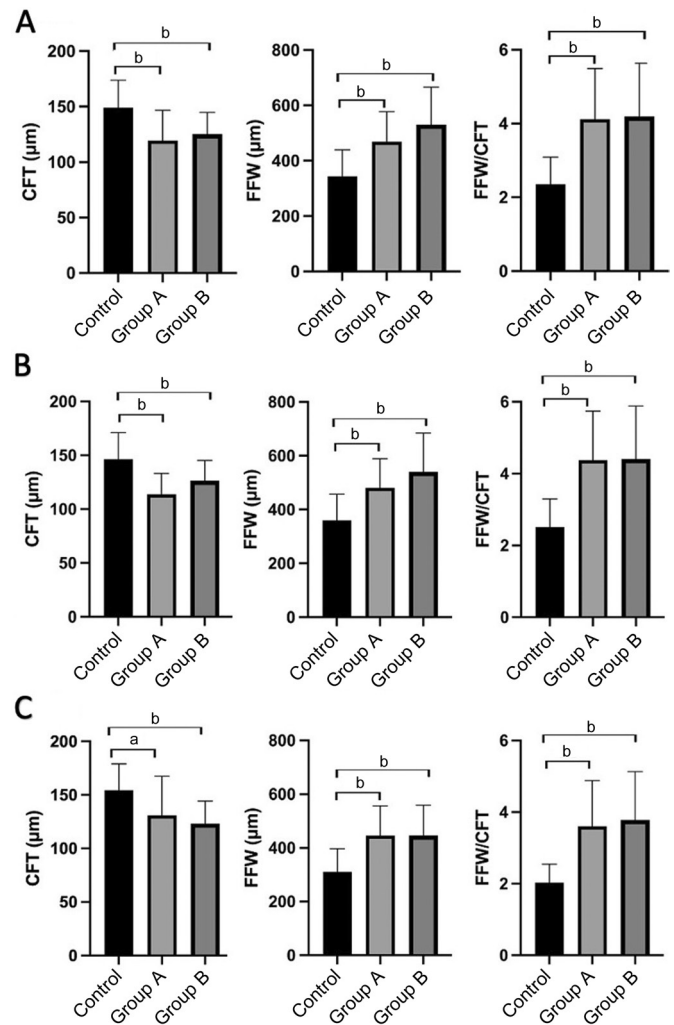 A
CFT (µm)
200
150
100
50
0
b
b
Control
Group A
Group B
FFW (µm)
800
600
400
200
0
b
b
Control
Group A
Group B
FFW/CFT
6
4
2
0
b
b
Control
Group A
Group B
B
CFT (µm)
200
150
100
50
0
b
b
Control
Group A
Group B
FFW (µm)
800
600
400
200
0
b
b
Control
Group A
Group B
FFW/CFT
6
4
2
0
b
b
Control
Group A
Group B
C
CFT (µm)
200
150
100
50
0
b
a
Control
Group A
Group B
FFW (µm)
800
600
400
200
0
b
b
Control
Group A
Group B
FFW/CFT
6
4
2
0
b
b
Control
Group A
Group B